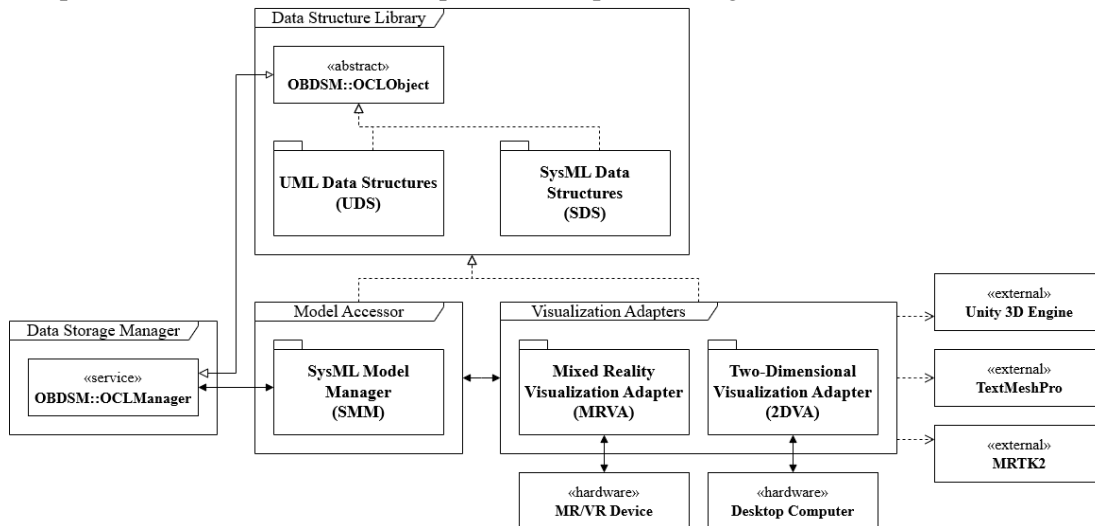 Data Structure Library
«abstract»
OBDSM::OCLObject
UML Data Structures
(UDS)
SysML Data
Structures
(SDS)
Model Accessor
Visualization Adapters
«external»
Unity 3D Engine
Data Storage Manager
«service»
OBDSM::OCLManager
SysML Model
Manager
(SMM)
Mixed Reality
Visualization Adapter
(MRVA)
Two-Dimensional
Visualization Adapter
(2DVA)
«external»
TextMeshPro
«external»
MRTK2
«hardware»
MR/VR Device
«hardware»
Desktop Computer